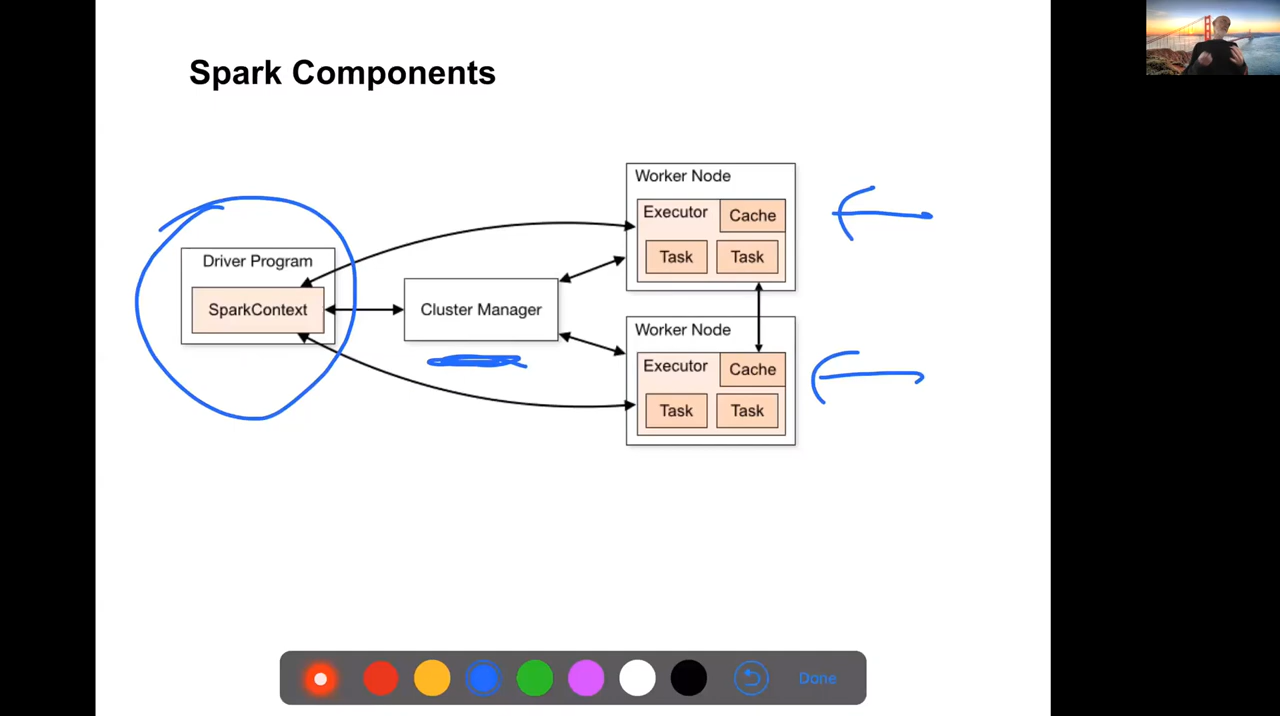 Spark Components
Driver Program
SparkContext
Cluster Manager
Worker Node
Executor
Cache
Task
Task
Worker Node
Executor
Cache
Task
Task
Done